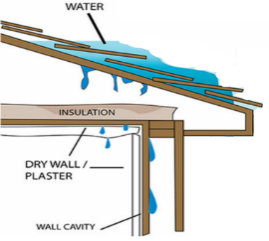 WATER
INSULATION
DRY WALL /
PLASTER
WALL CAVITY